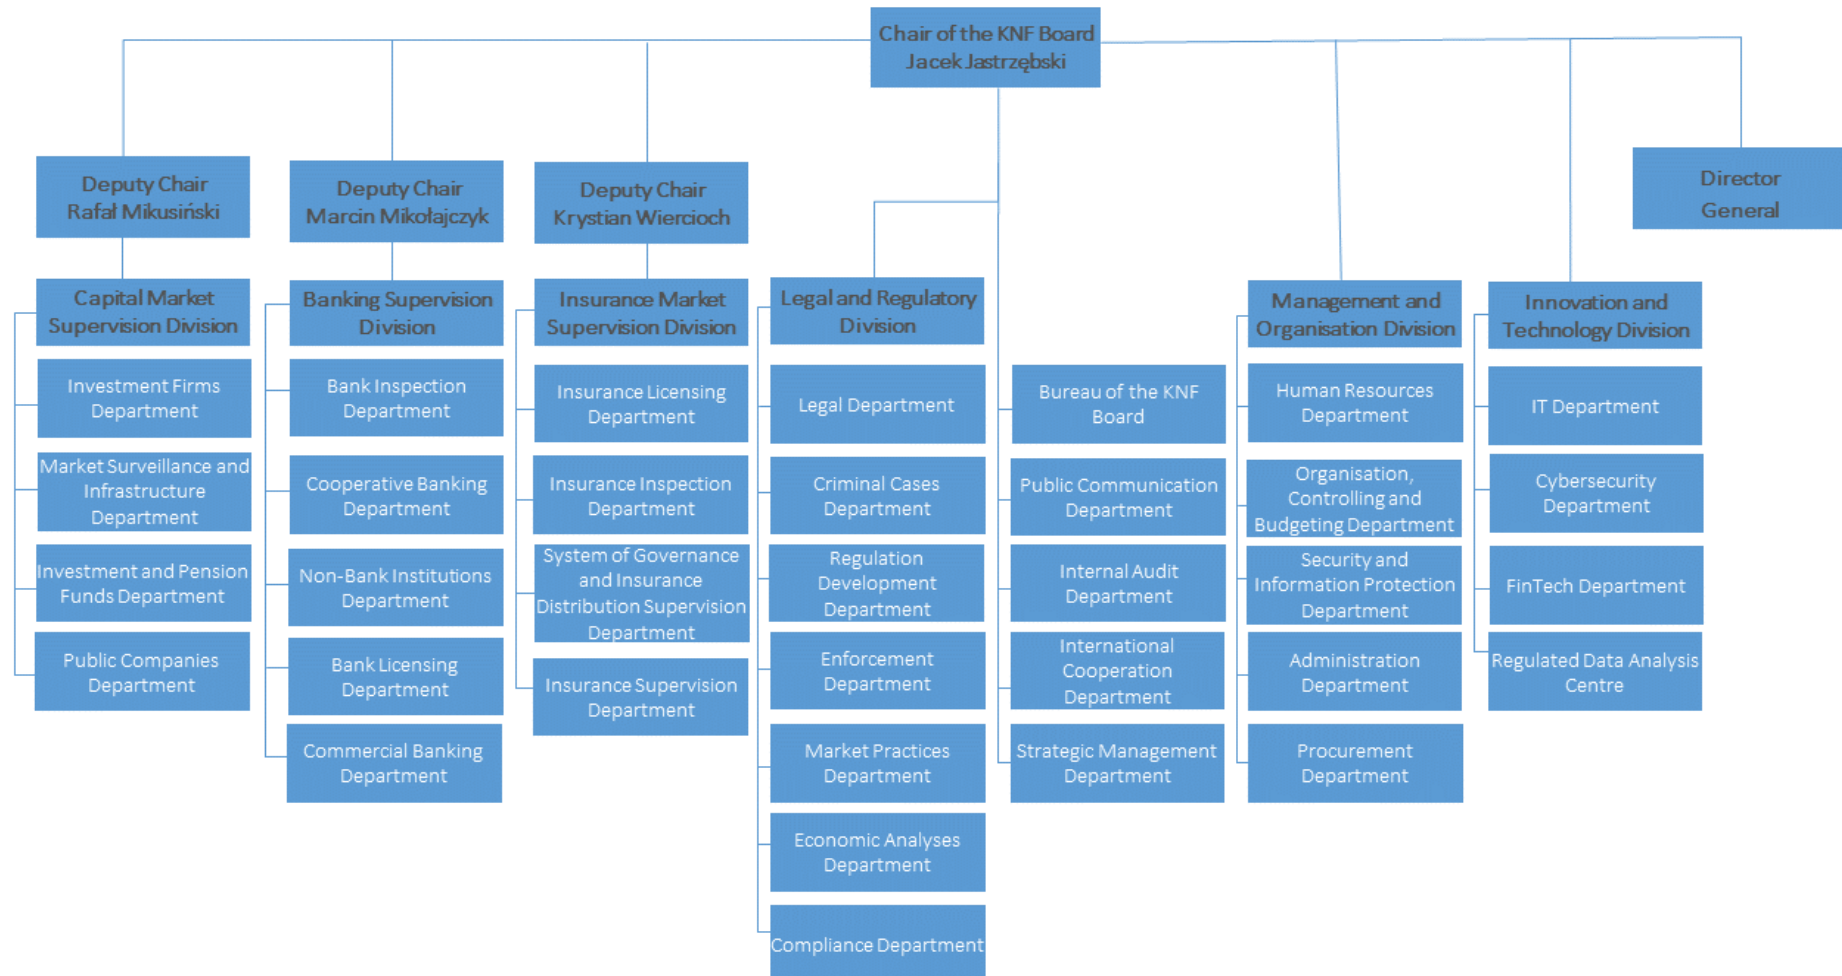 Chair of the KNF Board
Jacek Jastrzębski
Deputy Chair
Rafał Mikusiński
Deputy Chair
Marcin Mikołajczyk
Deputy Chair
Krystian Wiercioch
Director
General
Capital Market
Supervision Division
Investment Firms
Department
Market Surveillance and
Infrastructure
Department
Investment and Pension
Funds Department
Public Companies
Department
Banking Supervision
Division
Bank Inspection
Department
Cooperative Banking
Department
Non-Bank Institutions
Department
Bank Licensing
Department
Commercial Banking
Department
Insurance Market
Supervision Division
Insurance Licensing
Department
Insurance Inspection
Department
System of Governance
and Insurance
Distribution Supervision
Department
Insurance Supervision
Department
Legal and Regulatory
Division
Legal Department
Criminal Cases
Department
Regulation
Development
Department
Enforcement
Department
Market Practices
Department
Economic Analyses
Department
Compliance Department
Bureau of the KNF
Board
Public Communication
Department
Internal Audit
Department
International
Cooperation
Department
Strategic Management
Department
Management and
Organisation Division
Human Resources
Department
Organisation,
Controlling and
Budgeting Department
Security and
Information Protection
Department
Administration
Department
Procurement
Department
Innovation and
Technology Division
IT Department
Cybersecurity
Department
FinTech Department
Regulated Data Analysis
Centre